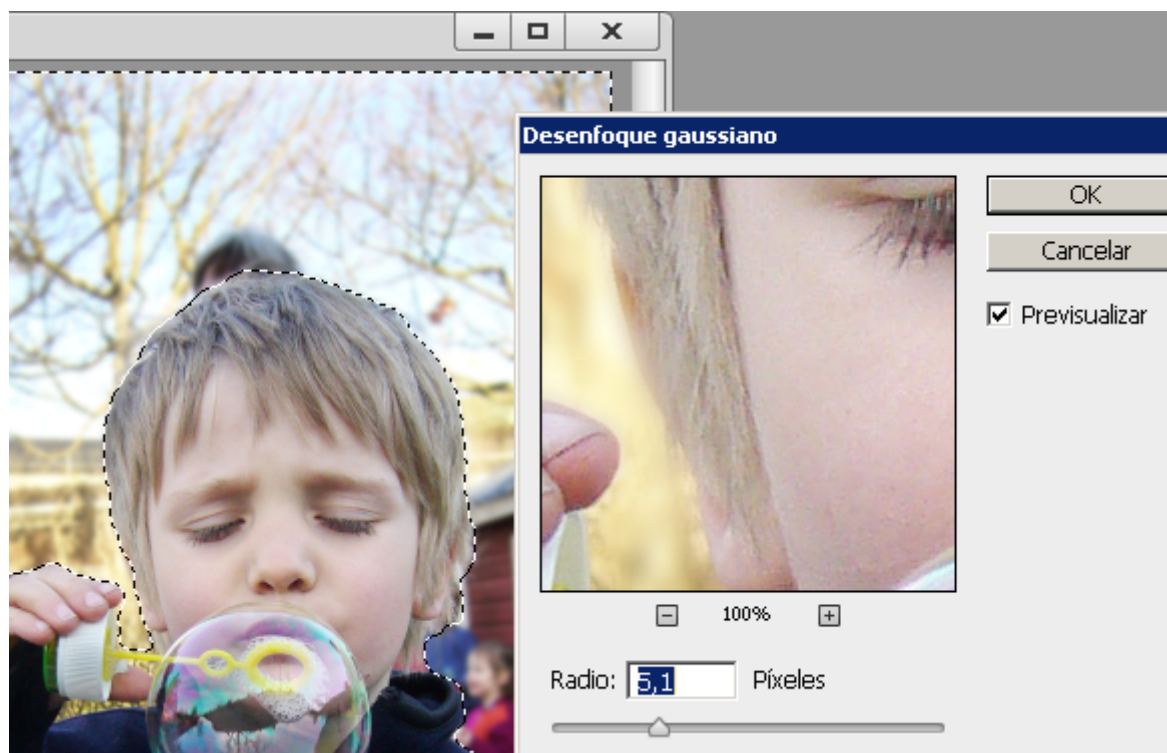 Desenfoque gaussiano
OK
Cancelar
Previsualizar
100%
Radio: 5,1 Píxeles